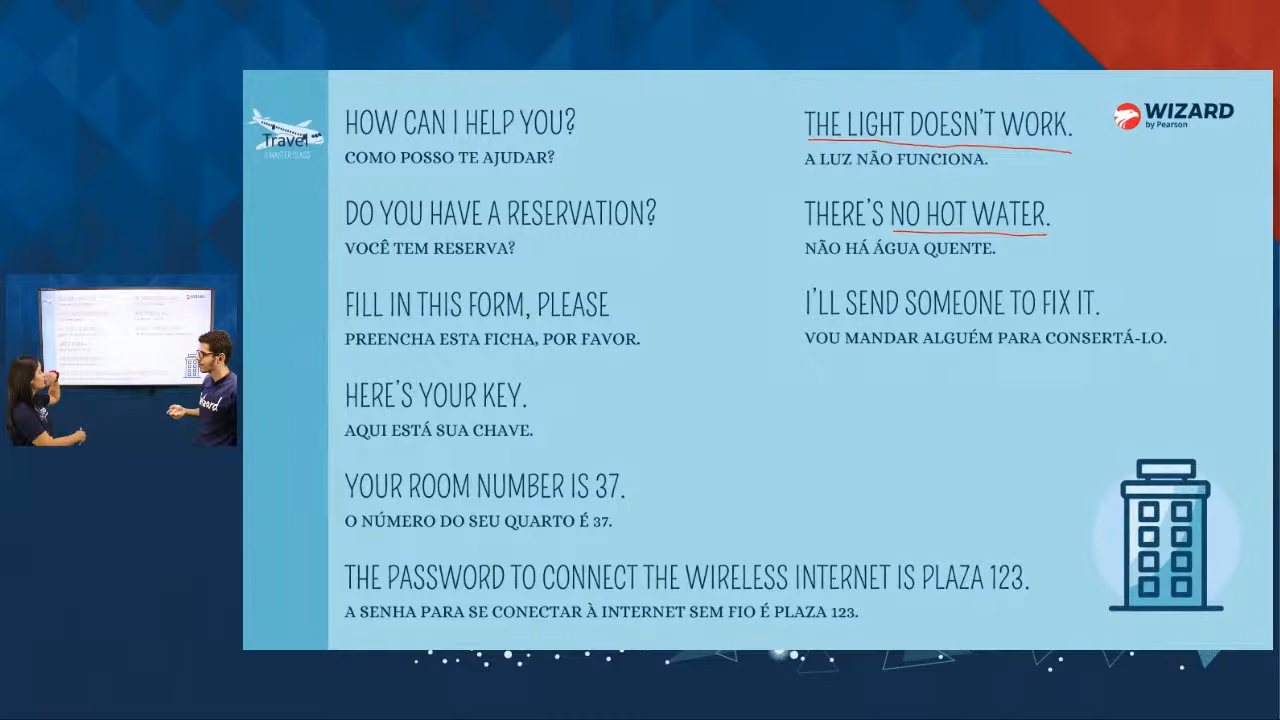 Travel
MASTER CLASS
HOW CAN I HELP YOU?
COMO POSSO TE AJUDAR?
DO YOU HAVE A RESERVATION?
VOCÊ TEM RESERVA?
FILL IN THIS FORM, PLEASE
PREENCHA ESTA FICHA, POR FAVOR.
HERE'S YOUR KEY.
AQUI ESTÁ SUA CHAVE.
YOUR ROOM NUMBER IS 37.
O NÚMERO DO SEU QUARTO É 37.
THE PASSWORD TO CONNECT THE WIRELESS INTERNET IS PLAZA 123.
A SENHA PARA SE CONECTAR À INTERNET SEM FIO É PLAZA 123.
THE LIGHT DOESN'T WORK.
A LUZ NÃO FUNCIONA.
THERE'S NO HOT WATER.
NÃO HÁ ÁGUA QUENTE.
I'LL SEND SOMEONE TO FIX IT.
VOU MANDAR ALGUÉM PARA CONSERTÁ-LO.
WIZARD
by Pearson